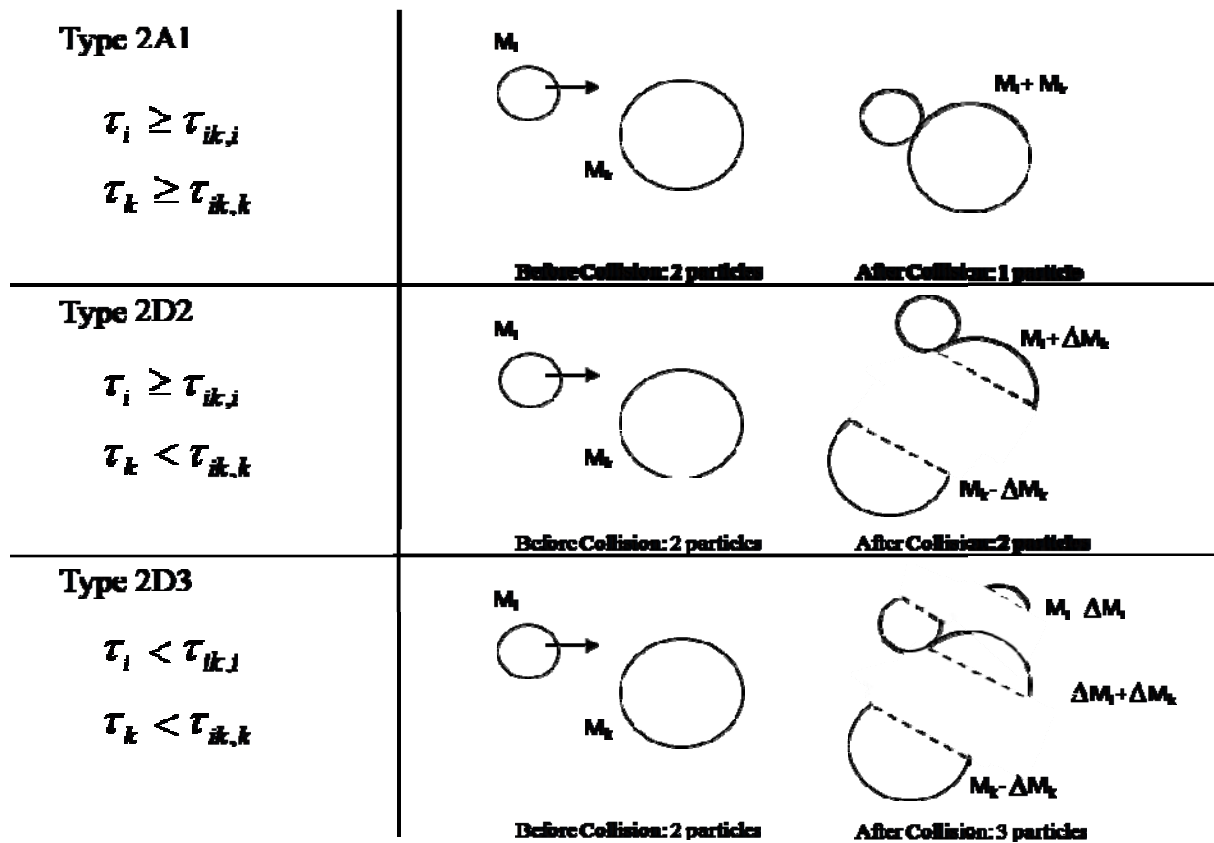 Type 2A1
τi ≥ τik,i
τk ≥ τik,k
Mi
Mk
Mi+ Mk
Before Collision: 2 particles
After Collision: 1 particle
Type 2D2
τi ≥ τik,i
τk < τik,k
Mi
Mk
Mi+ ΔMk
Mk- ΔMk
Before Collision: 2 particles
After Collision: 2 particles
Type 2D3
τi < τik,i
τk < τik,k
Mi
Mk
Mi ΔMi
ΔMi+ΔMk
Mk- ΔMk
Before Collision: 2 particles
After Collision: 3 particles